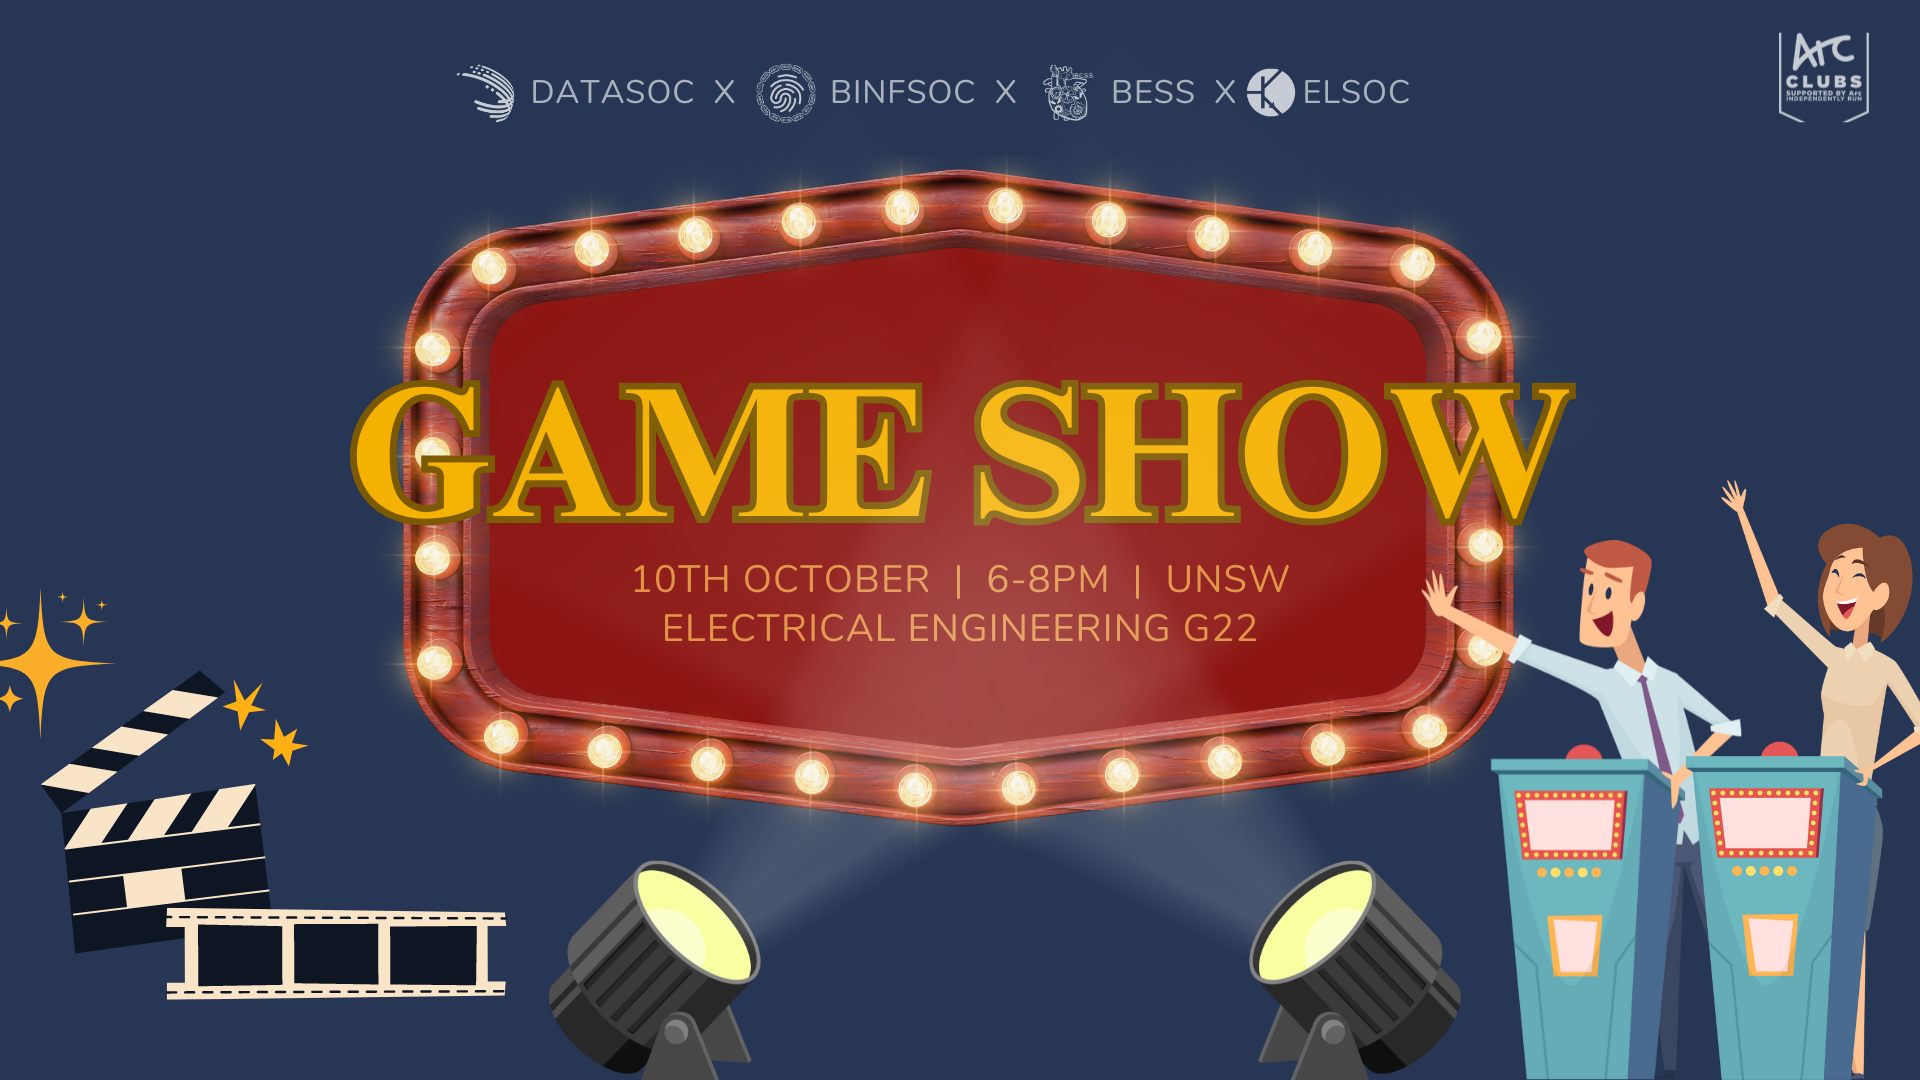 DATASOC X BINFSOC X BESS X ELSOC
Arc
CLUBS
SUPPORTED BY Arc
INDEPENDENTLY RUN
GAME SHOW
10TH OCTOBER | 6-8PM | UNSW
ELECTRICAL ENGINEERING G22